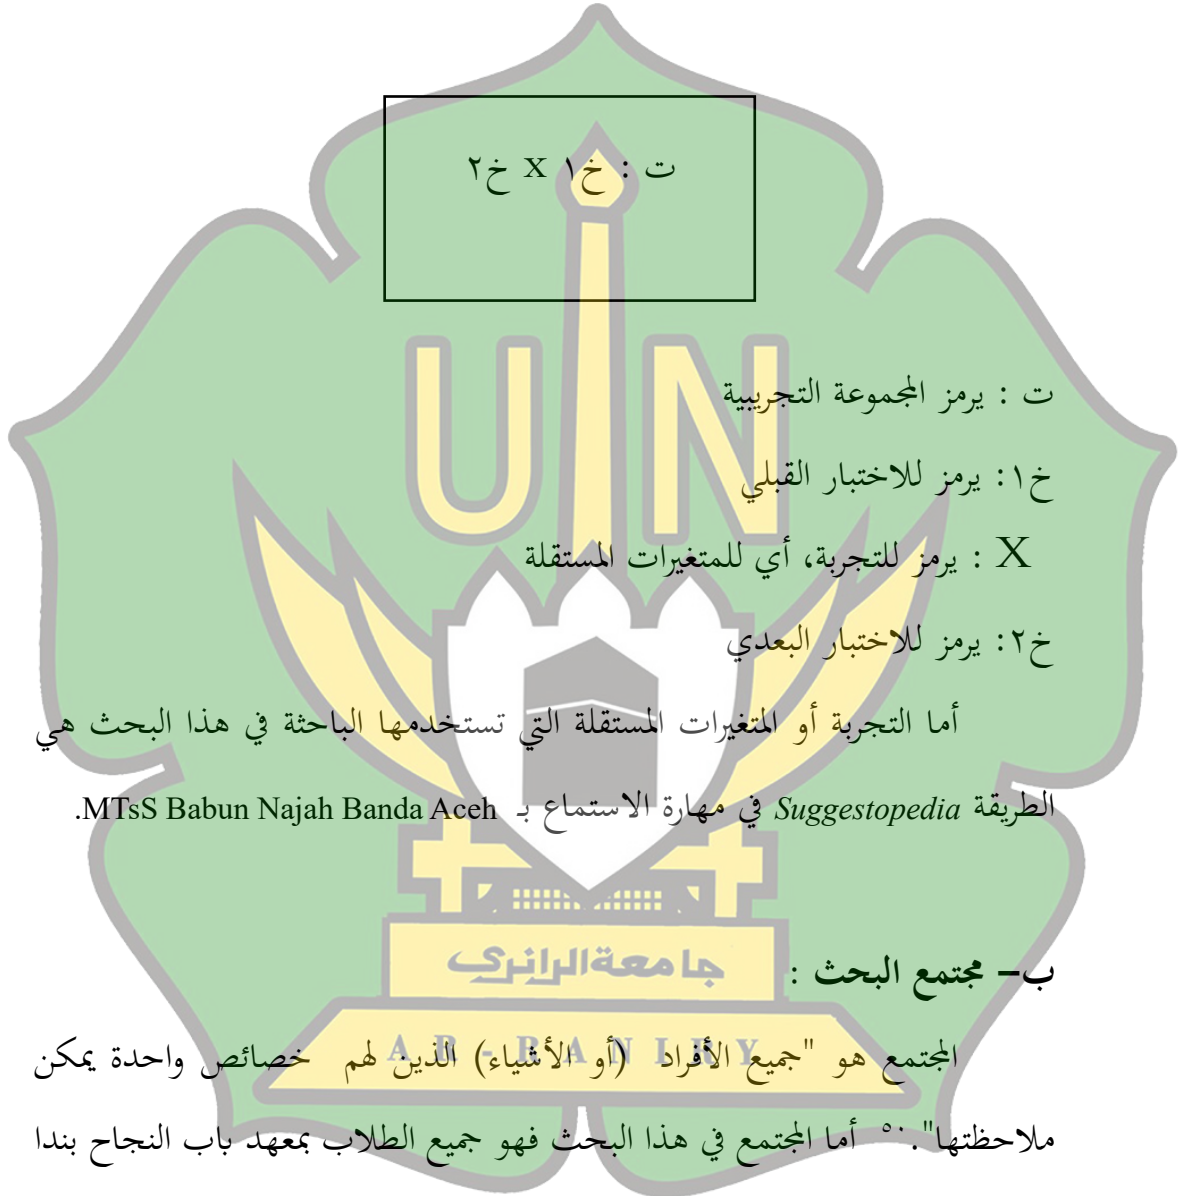 ت : خ١ X خ٢
ت : يرمز المجموعة التجريبية
خ١: يرمز للاختبار القبلي
X : يرمز للتجربة، أي للمتغيرات المستقلة
خ٢: يرمز للاختبار البعدي
أما التجربة أو المتغيرات المستقلة التي تستخدمها الباحثة في هذا البحث هي
الطريقة Suggestopedia في مهارة الاستماع بـ MTsS Babun Najah Banda Aceh.
ب– مجتمع البحث :
المجتمع هو "جميع الأفراد (أو الأشياء) الذين لهم خصائص واحدة يمكن
ملاحظتها".٥٠ أما المجتمع في هذا البحث فهو جميع الطلاب بمعهد باب النجاح بندا
UIN
جامعة الرانري
AR-RANIRY